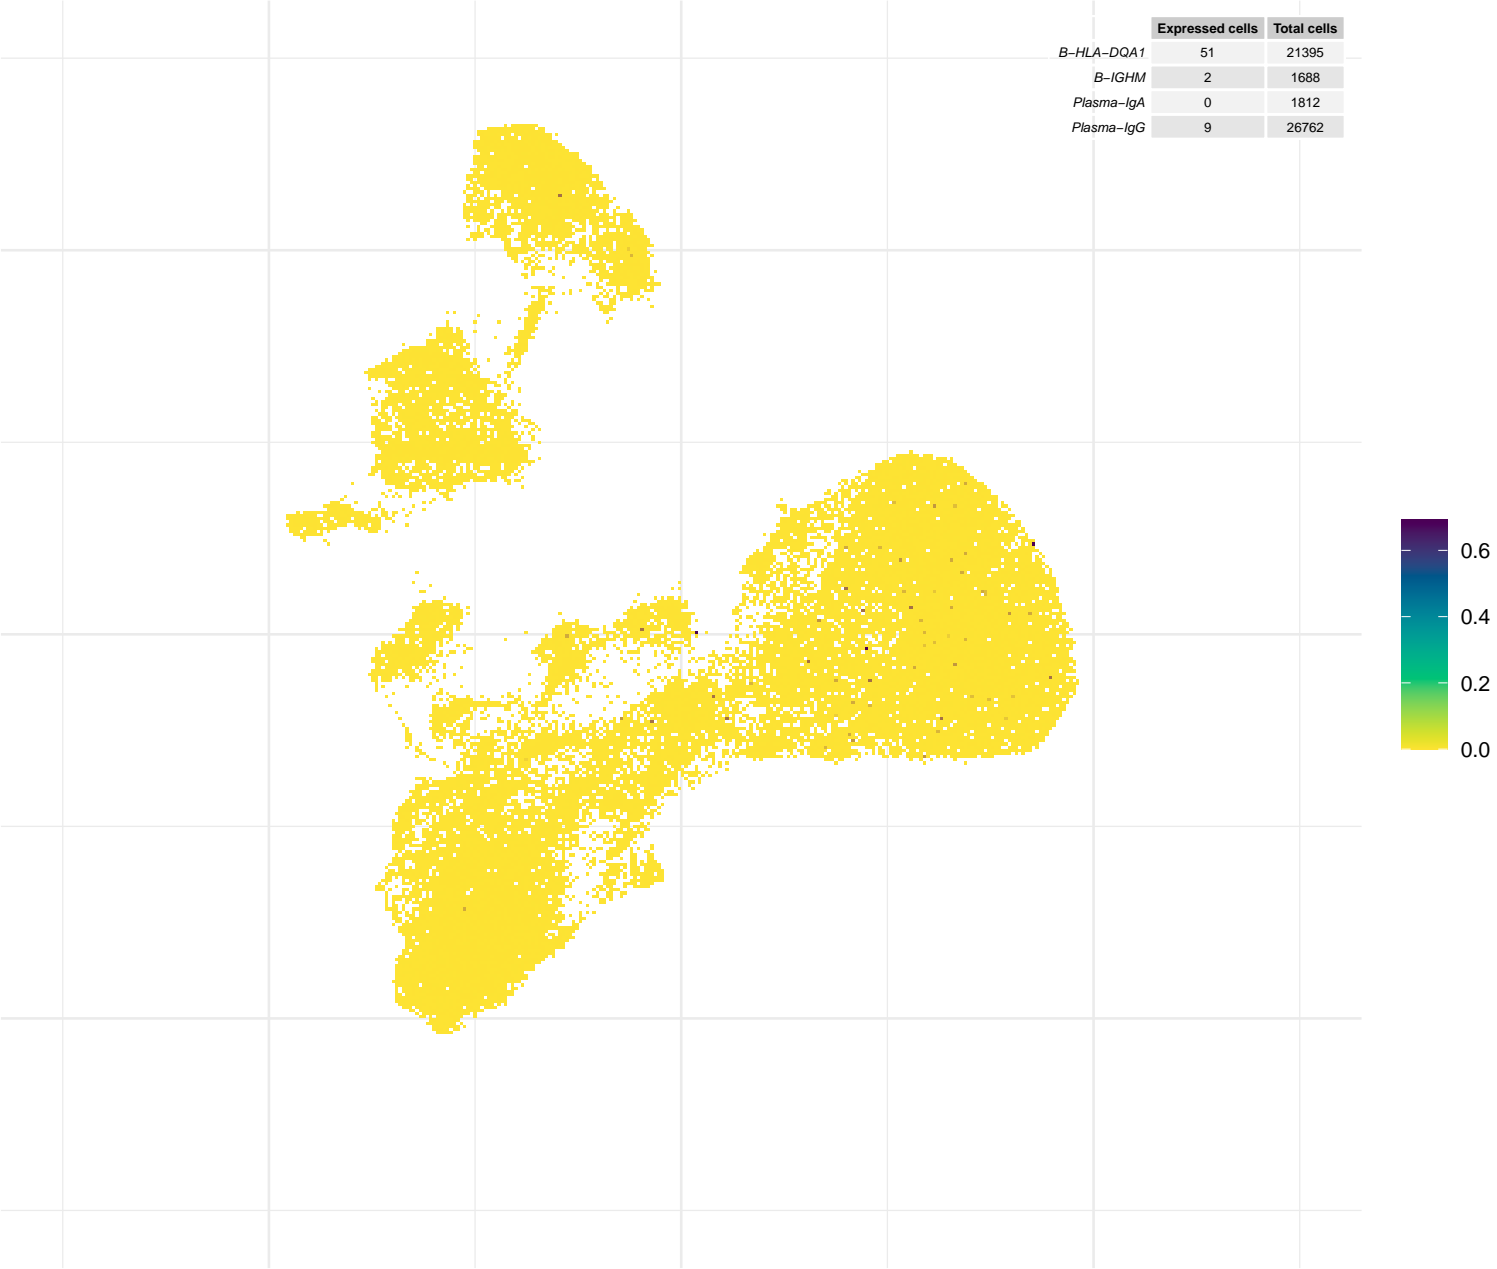 Expressed cells Total cells
B−HLA−DQA1 51 21395
B−IGHM 2 1688
Plasma−IgA 0 1812
Plasma−IgG 9 26762
0.6
0.4
0.2
0.0